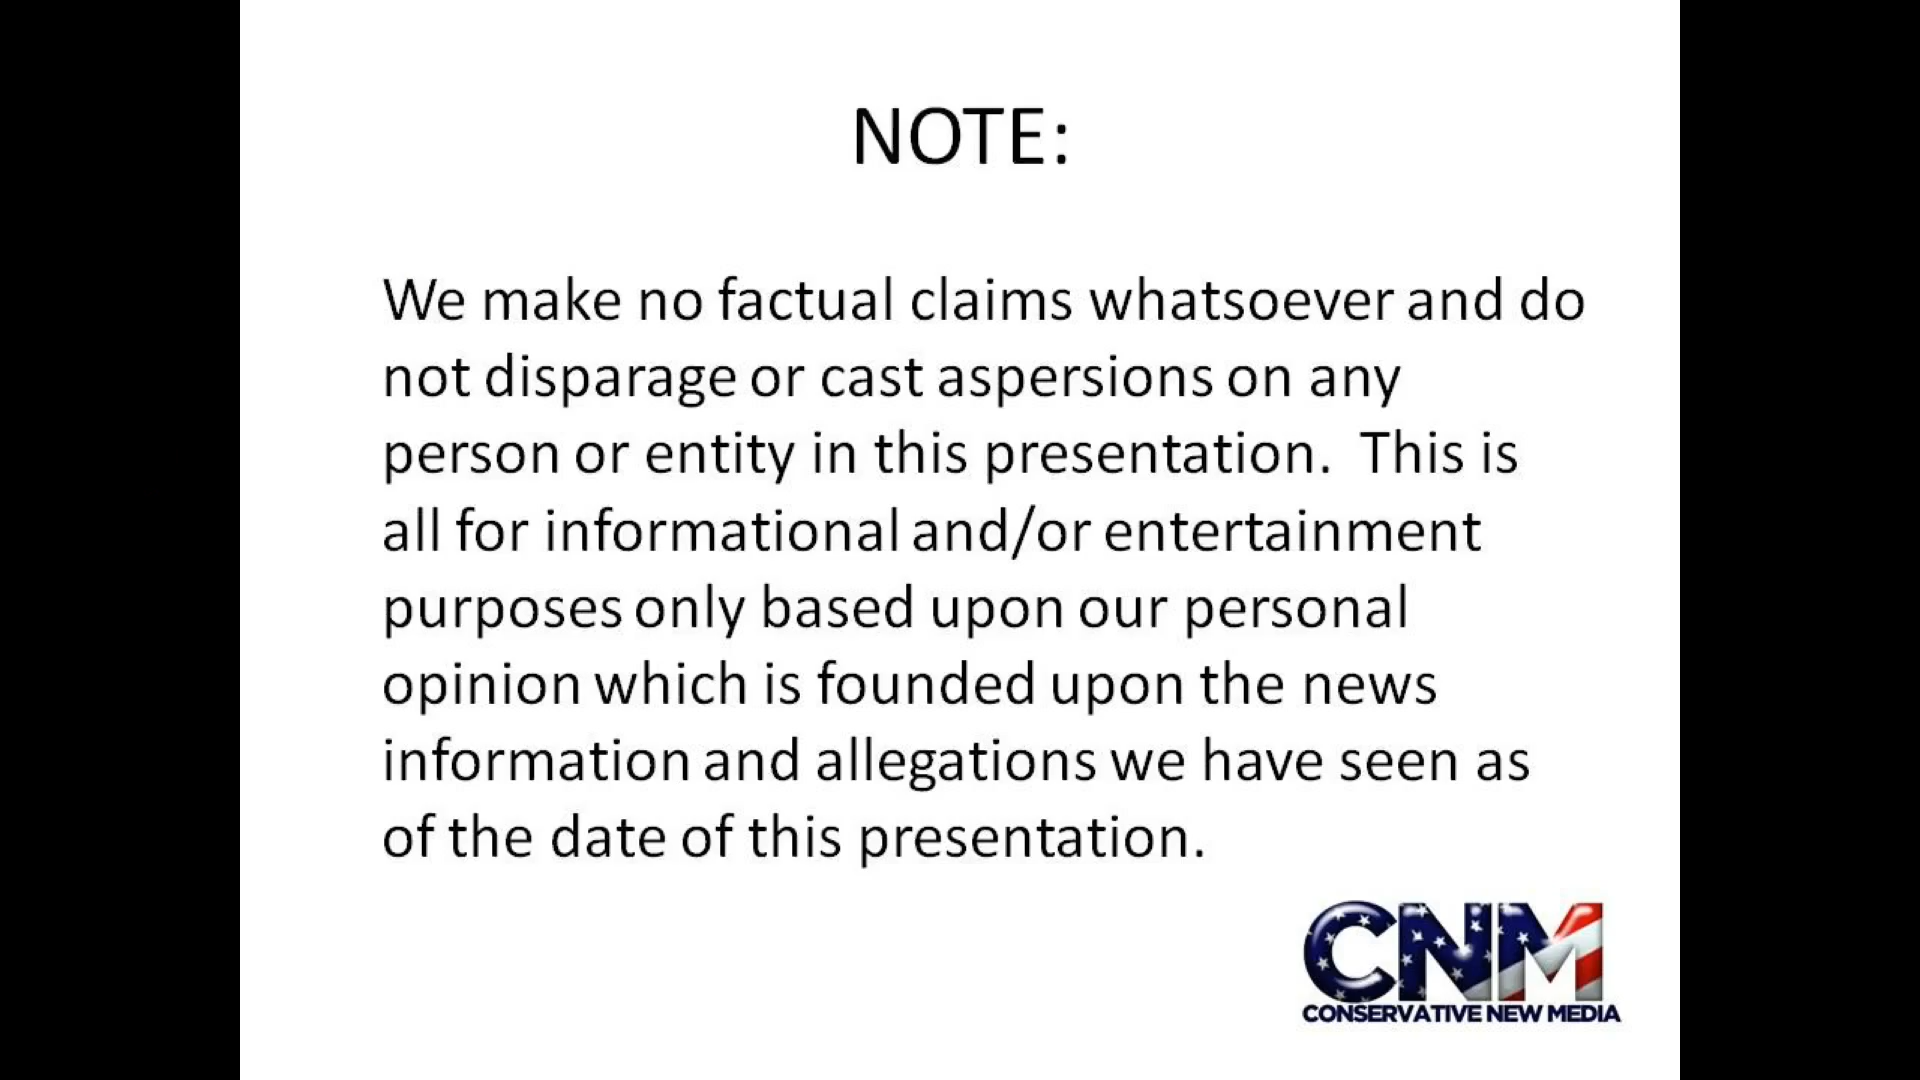 NOTE:
We make no factual claims whatsoever and do
not disparage or cast aspersions on any
person or entity in this presentation.  This is
all for informational and/or entertainment
purposes only based upon our personal
opinion which is founded upon the news
information and allegations we have seen as
of the date of this presentation.
CNM
CONSERVATIVE NEW MEDIA